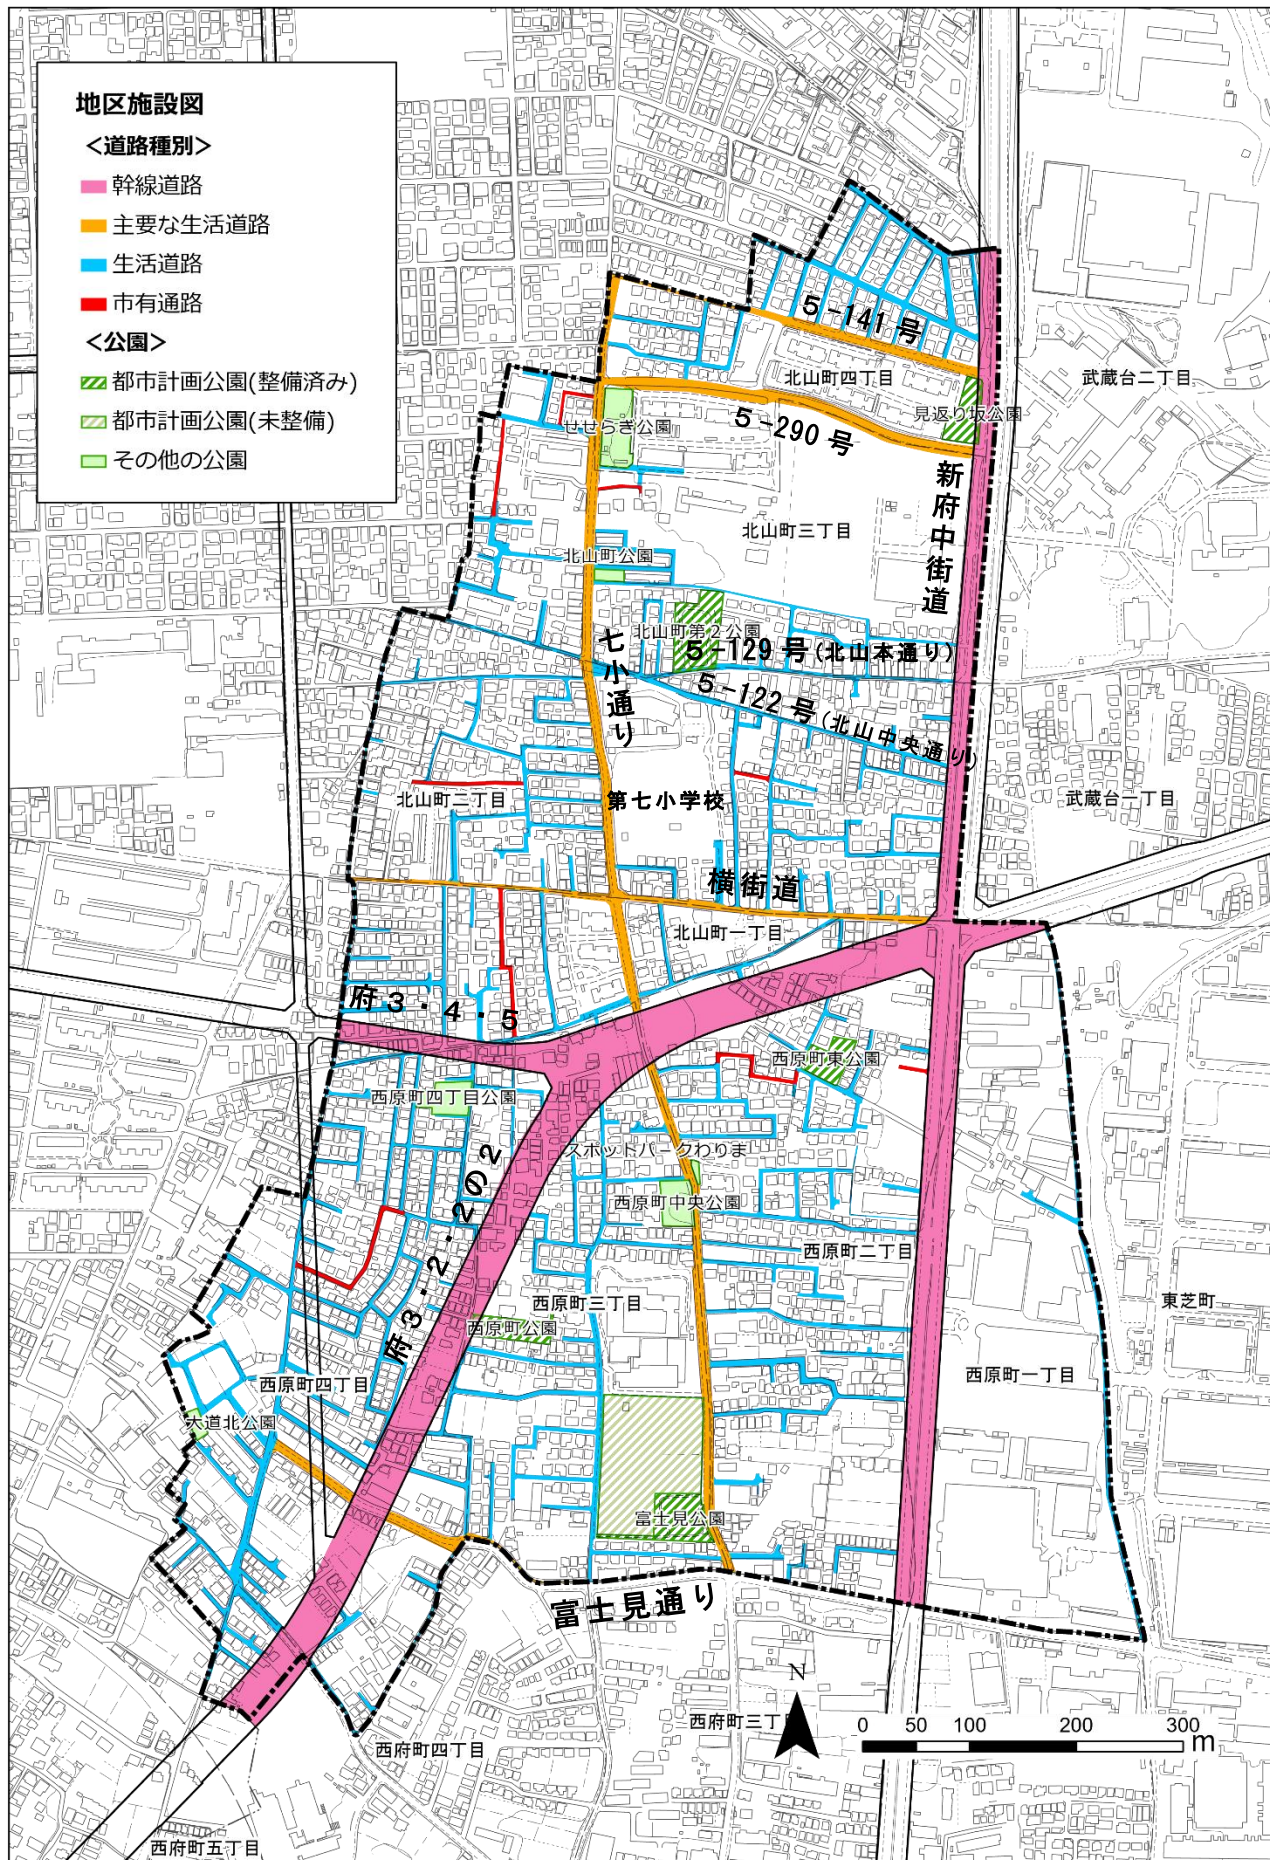 地区施設図
＜道路種別＞
幹線道路
主要な生活道路
生活道路
市有通路
＜公園＞
都市計画公園(整備済み)
都市計画公園(未整備)
その他の公園
5-141号
北山町四丁目
武蔵台二丁目
見返り坂公園
せせらぎ公園
5-290号
新府中街道
北山町三丁目
北山町公園
北山町第2公園
5-129号(北山本通り)
七小通り
5-122号(北山中央通り)
北山町二丁目
第七小学校
武蔵台一丁目
横街道
北山町一丁目
府3・4・5
西原町東公園
西原町四丁目公園
スポットパークわりま
府3・2・2の2
西原町中央公園
西原町二丁目
西原町三丁目
東芝町
西原町公園
西原町四丁目
西原町一丁目
大道北公園
富士見公園
富士見通り
N
西府町三丁
西府町四丁目
0 50 100 200 300
m
西府町五丁目